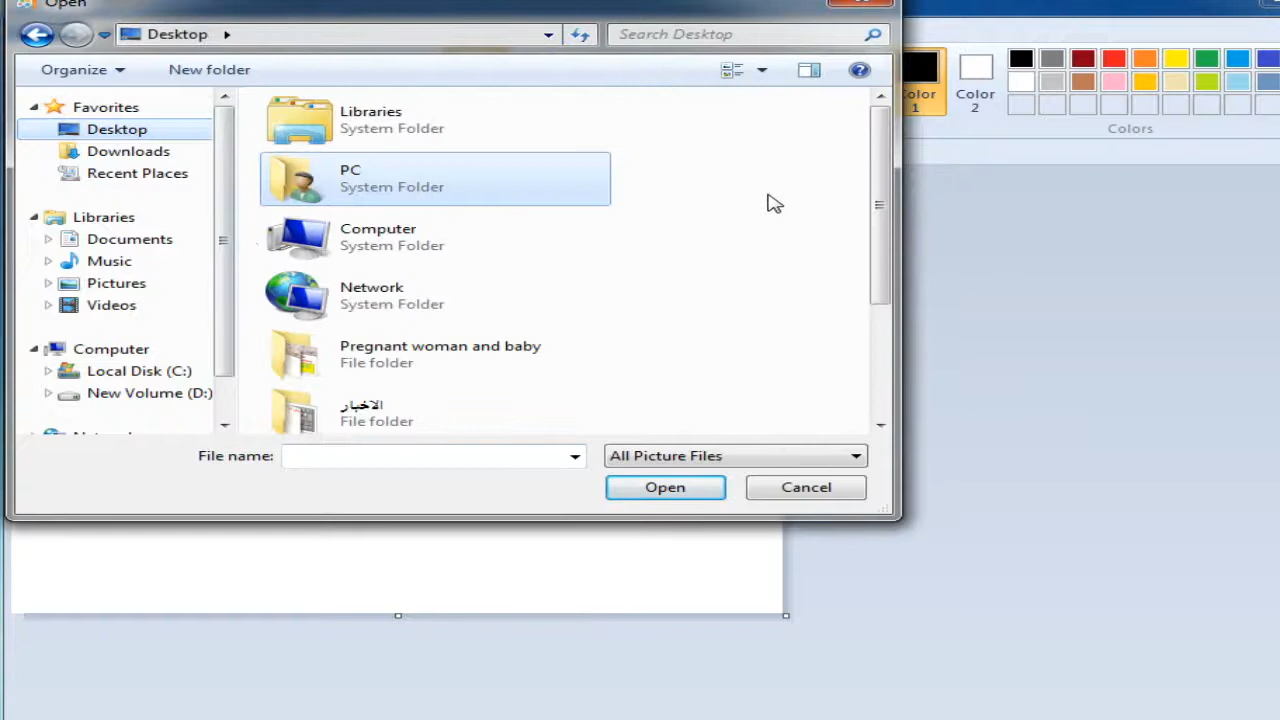 Open
Desktop
Search Desktop
Organize
New folder
Favorites
Desktop
Downloads
Recent Places
Libraries
Documents
Music
Pictures
Videos
Computer
Local Disk (C:)
New Volume (D:)
Libraries
System Folder
PC
System Folder
Computer
System Folder
Network
System Folder
Pregnant woman and baby
File folder
الاخبار
File folder
File name:
All Picture Files
Open
Cancel
Color
1
Color
2
Colors